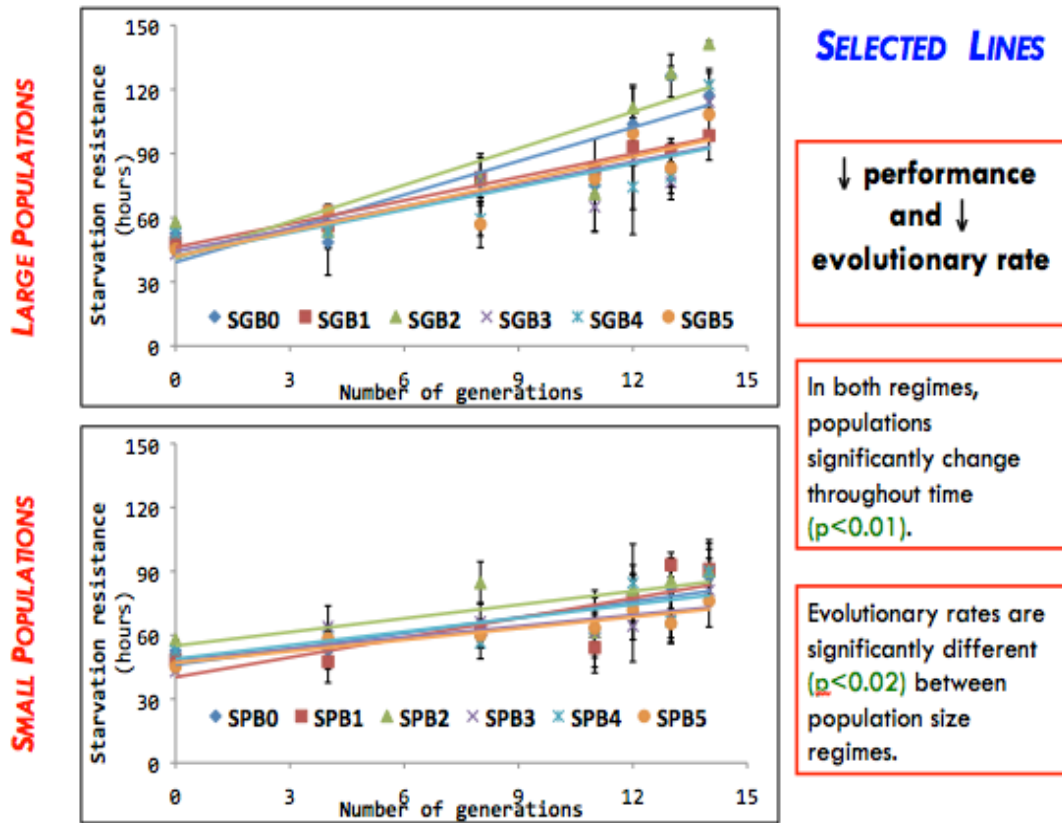 SELECTED LINES
LARGE POPULATIONS
150
120
90
60
30
0
Starvation resistance
(hours)
SGB0 SGB1 SGB2 SGB3 SGB4 SGB5
0 3 6 9 12 15
Number of generations
↓ performance
and ↓
evolutionary rate
In both regimes,
populations
significantly change
throughout time
(p<0.01).
SMALL POPULATIONS
150
120
90
60
30
0
Starvation resistance
(hours)
SPB0 SPB1 SPB2 SPB3 SPB4 SPB5
0 3 6 9 12 15
Number of generations
Evolutionary rates are
significantly different
(p<0.02) between
population size
regimes.